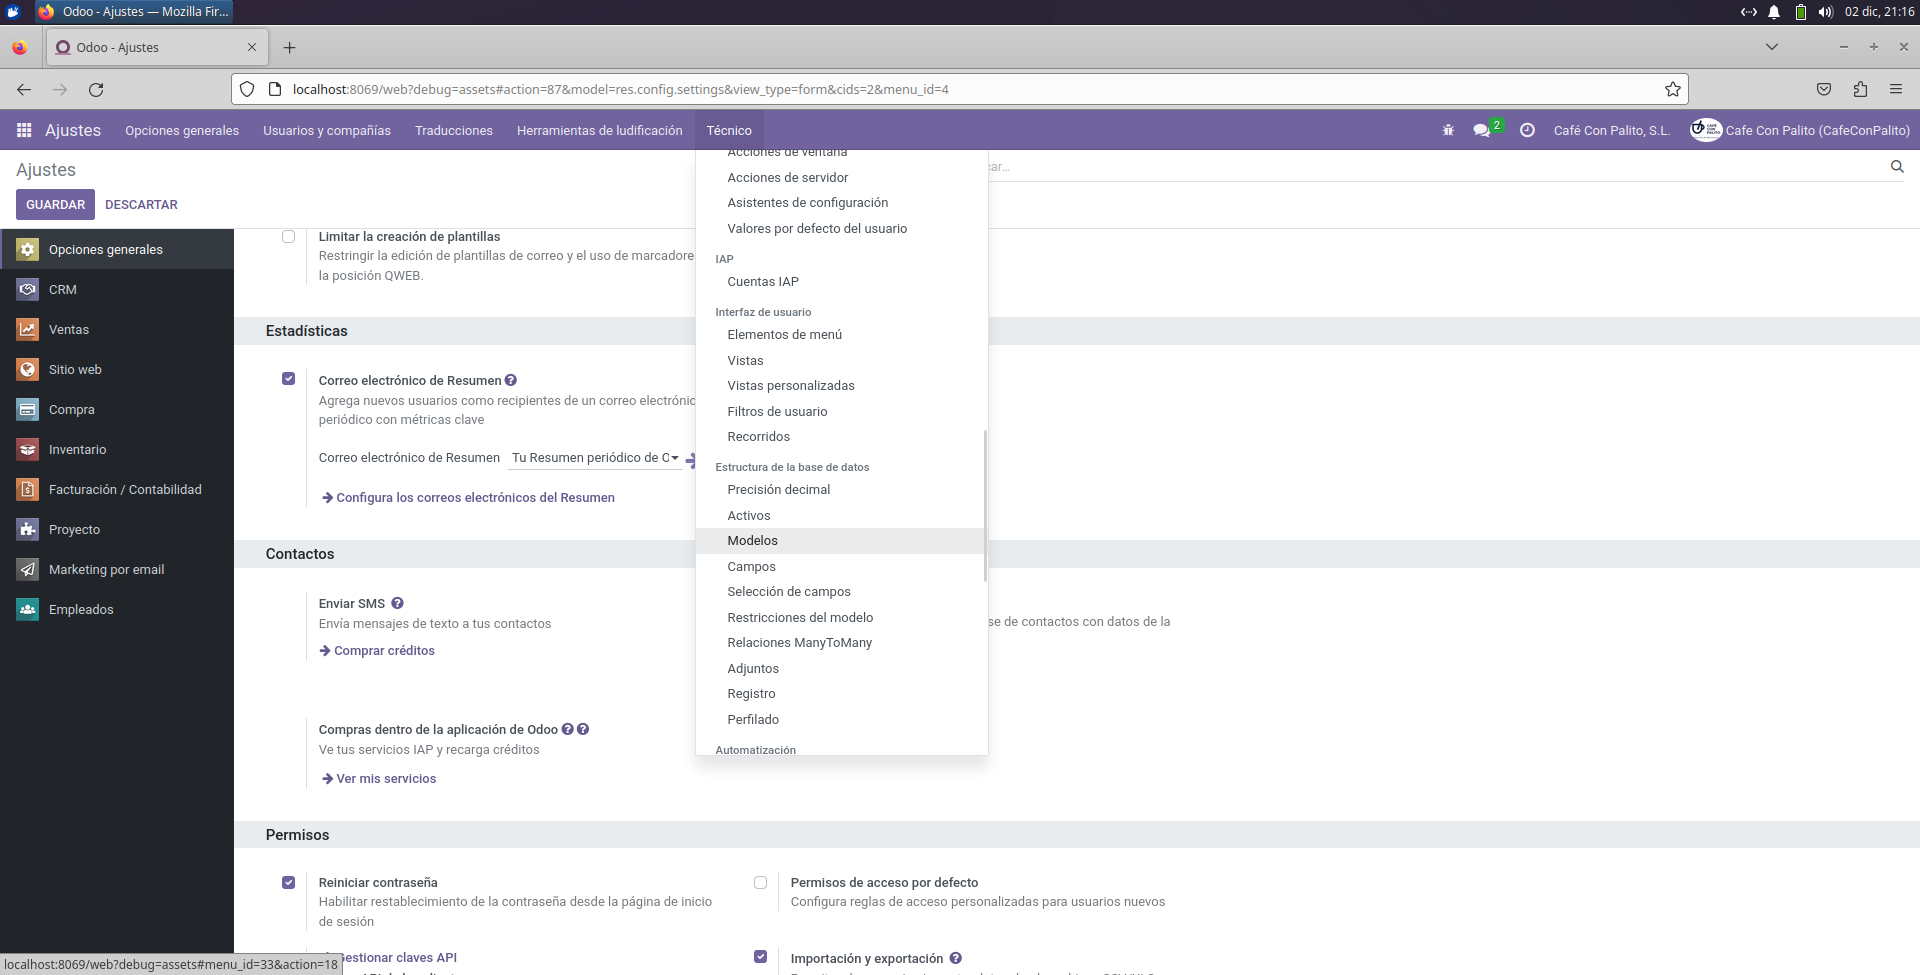 Odoo - Ajustes — Mozilla Fir...
02 dic, 21:16
Odoo - Ajustes
localhost:8069/web?debug=assets#action=87&model=res.config.settings&view_type=form&cids=2&menu_id=4
Ajustes
Opciones generales
Usuarios y compañías
Traducciones
Herramientas de ludificación
Técnico
2
Café Con Palito, S.L.
CAFÉ CON PALITO
Cafe Con Palito (CafeConPalito)
Ajustes
GUARDAR
DESCARTAR
ar...
Opciones generales
CRM
Ventas
Sitio web
Compra
Inventario
Facturación / Contabilidad
Proyecto
Marketing por email
Empleados
Limitar la creación de plantillas
Restringir la edición de plantillas de correo y el uso de marcadore
la posición QWEB.
Estadísticas
Correo electrónico de Resumen
Agrega nuevos usuarios como recipientes de un correo electrónic
periódico con métricas clave
Correo electrónico de Resumen
Tu Resumen periódico de O
Configura los correos electrónicos del Resumen
Contactos
Enviar SMS
Envía mensajes de texto a tus contactos
Comprar créditos
se de contactos con datos de la
Compras dentro de la aplicación de Odoo
Ve tus servicios IAP y recarga créditos
Ver mis servicios
Permisos
Reiniciar contraseña
Habilitar restablecimiento de la contraseña desde la página de inicio
de sesión
Permisos de acceso por defecto
Configura reglas de acceso personalizadas para usuarios nuevos
Gestionar claves API
Importación y exportación
Acciones de ventana
Acciones de servidor
Asistentes de configuración
Valores por defecto del usuario
IAP
Cuentas IAP
Interfaz de usuario
Elementos de menú
Vistas
Vistas personalizadas
Filtros de usuario
Recorridos
Estructura de la base de datos
Precisión decimal
Activos
Modelos
Campos
Selección de campos
Restricciones del modelo
Relaciones ManyToMany
Adjuntos
Registro
Perfilado
Automatización
localhost:8069/web?debug=assets#menu_id=33&action=18